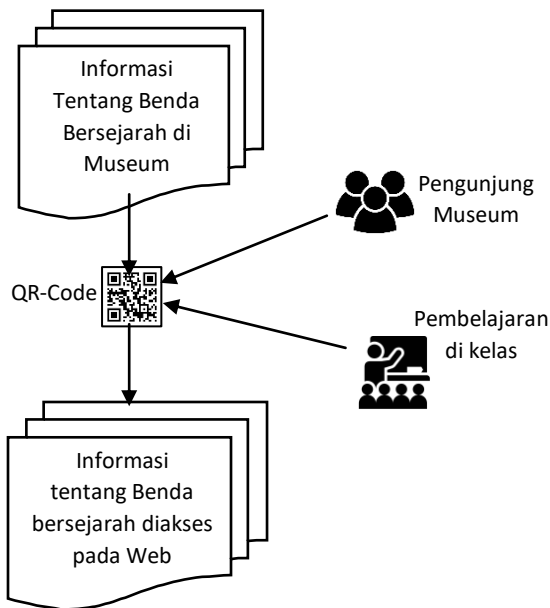 Informasi
Tentang Benda
Bersejarah di
Museum
Pengunjung
Museum
QR-Code
Pembelajaran
di kelas
Informasi
tentang Benda
bersejarah diakses
pada Web